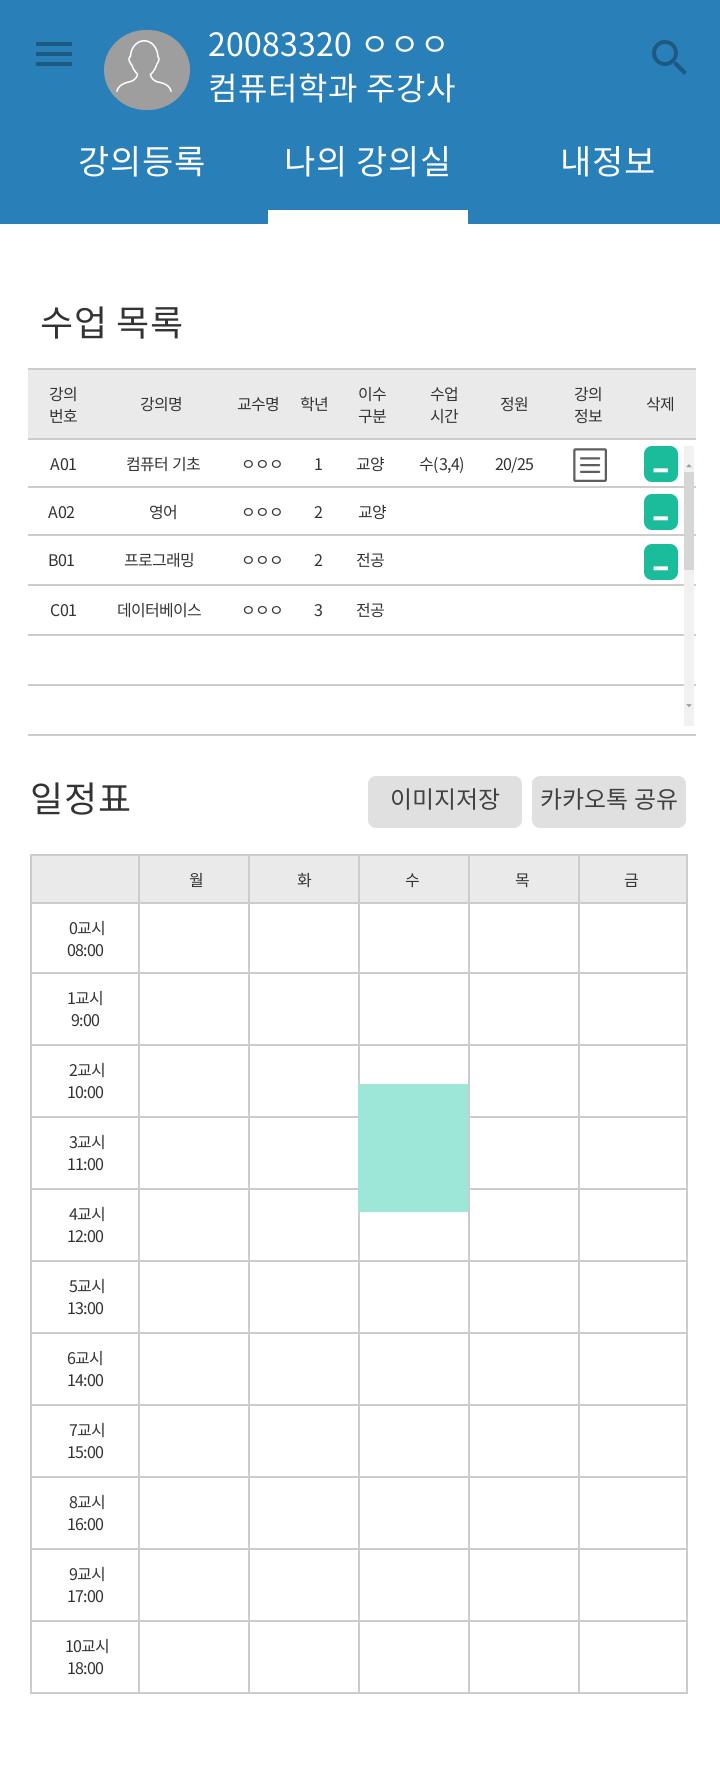 20083320 ㅇㅇㅇ
컴퓨터학과 주강사
강의등록 나의 강의실 내정보
수업 목록
강의 번호 강의명 교수명 학년 이수 구분 수업 시간 정원 강의 정보 삭제
A01 컴퓨터 기초 ㅇㅇㅇ 1 교양 수(3,4) 20/25
A02 영어 ㅇㅇㅇ 2 교양
B01 프로그래밍 ㅇㅇㅇ 2 전공
C01 데이터베이스 ㅇㅇㅇ 3 전공
일정표 이미지저장 카카오톡 공유
월 화 수 목 금
0교시
08:00
1교시
9:00
2교시
10:00
3교시
11:00
4교시
12:00
5교시
13:00
6교시
14:00
7교시
15:00
8교시
16:00
9교시
17:00
10교시
18:00